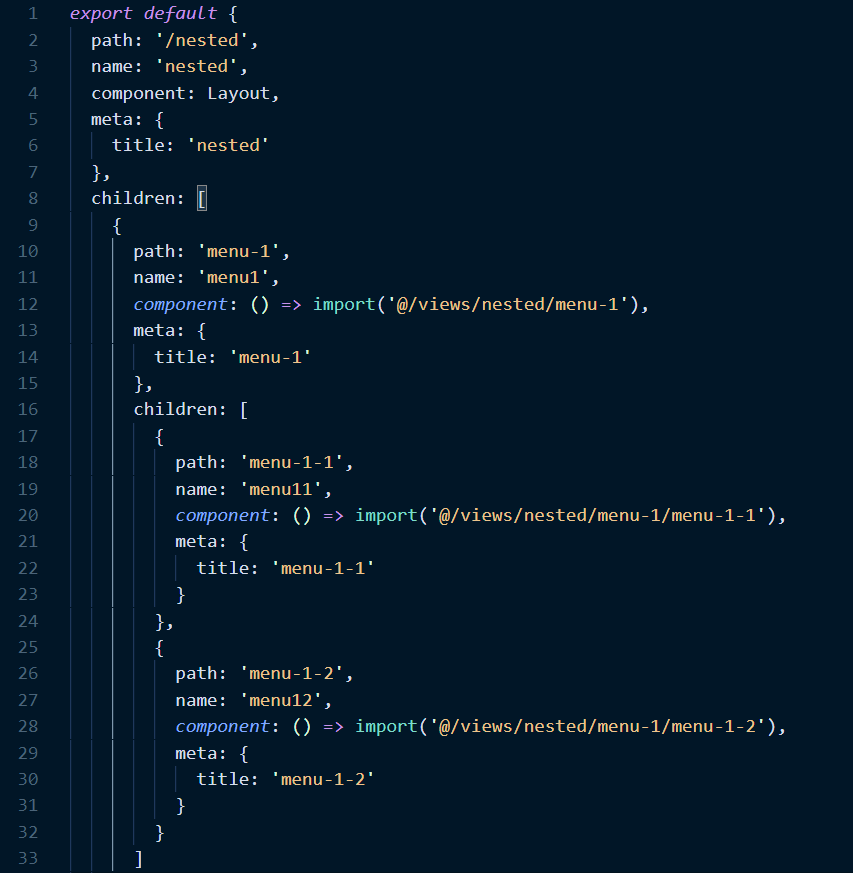 1 export default {
2   path: '/nested',
3   name: 'nested',
4   component: Layout,
5   meta: {
6     title: 'nested'
7   },
8   children: [
9     {
10       path: 'menu-1',
11       name: 'menu1',
12       component: () => import('@/views/nested/menu-1'),
13       meta: {
14         title: 'menu-1'
15       },
16       children: [
17         {
18           path: 'menu-1-1',
19           name: 'menu11',
20           component: () => import('@/views/nested/menu-1/menu-1-1'),
21           meta: {
22             title: 'menu-1-1'
23           }
24         },
25         {
26           path: 'menu-1-2',
27           name: 'menu12',
28           component: () => import('@/views/nested/menu-1/menu-1-2'),
29           meta: {
30             title: 'menu-1-2'
31           }
32         }
33       ]